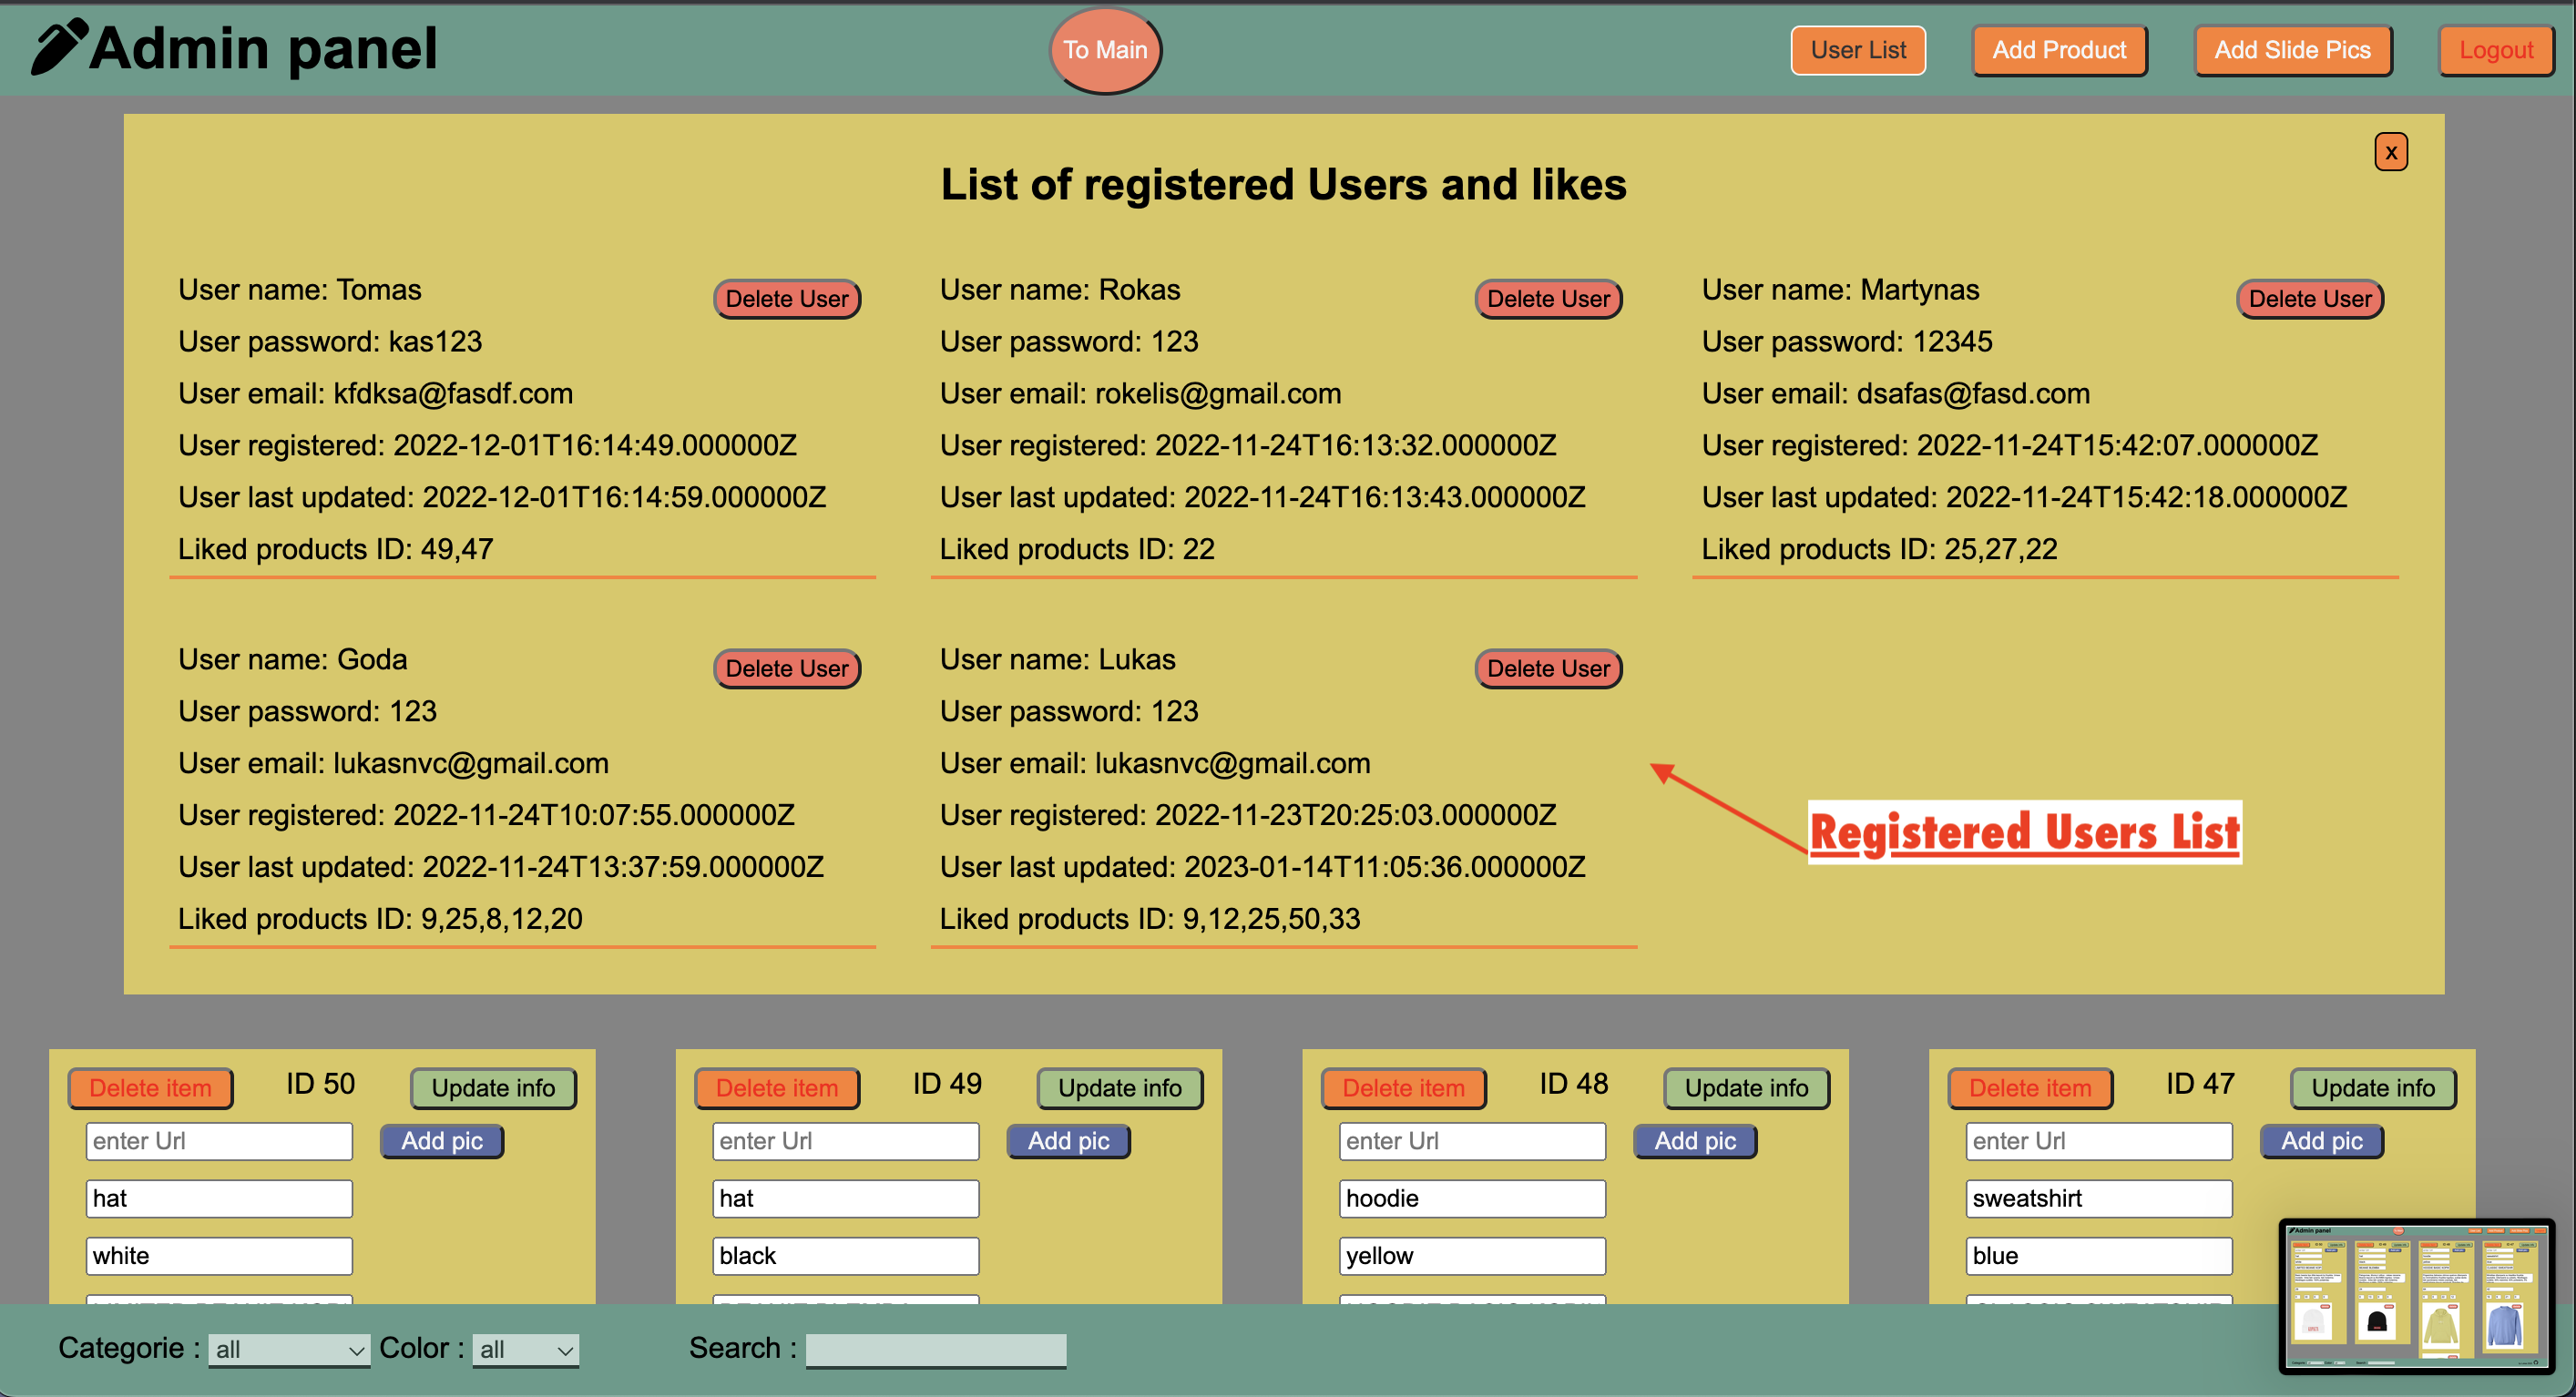 Admin panel
To Main
User List
Add Product
Add Slide Pics
Logout
x
List of registered Users and likes
User name: Tomas
Delete User
User password: kas123
User email: kfdksa@fasdf.com
User registered: 2022-12-01T16:14:49.000000Z
User last updated: 2022-12-01T16:14:59.000000Z
Liked products ID: 49,47
User name: Rokas
Delete User
User password: 123
User email: rokelis@gmail.com
User registered: 2022-11-24T16:13:32.000000Z
User last updated: 2022-11-24T16:13:43.000000Z
Liked products ID: 22
User name: Martynas
Delete User
User password: 12345
User email: dsafas@fasd.com
User registered: 2022-11-24T15:42:07.000000Z
User last updated: 2022-11-24T15:42:18.000000Z
Liked products ID: 25,27,22
User name: Goda
Delete User
User password: 123
User email: lukasnvc@gmail.com
User registered: 2022-11-24T10:07:55.000000Z
User last updated: 2022-11-24T13:37:59.000000Z
Liked products ID: 9,25,8,12,20
User name: Lukas
Delete User
User password: 123
User email: lukasnvc@gmail.com
User registered: 2022-11-23T20:25:03.000000Z
User last updated: 2023-01-14T11:05:36.000000Z
Liked products ID: 9,12,25,50,33
Registered Users List
Delete item
ID 50
Update info
enter Url
Add pic
hat
white
Delete item
ID 49
Update info
enter Url
Add pic
hat
black
Delete item
ID 48
Update info
enter Url
Add pic
hoodie
yellow
Delete item
ID 47
Update info
enter Url
Add pic
sweatshirt
blue
Categorie : all
Color : all
Search :
Admin panel